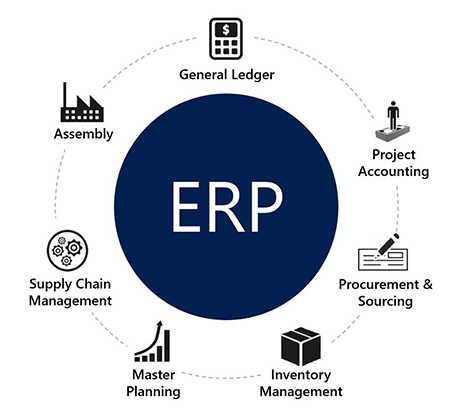 $
General Ledger
Assembly
Project
Accounting
ERP
Supply Chain
Management
Procurement &
Sourcing
Master
Planning
Inventory
Management